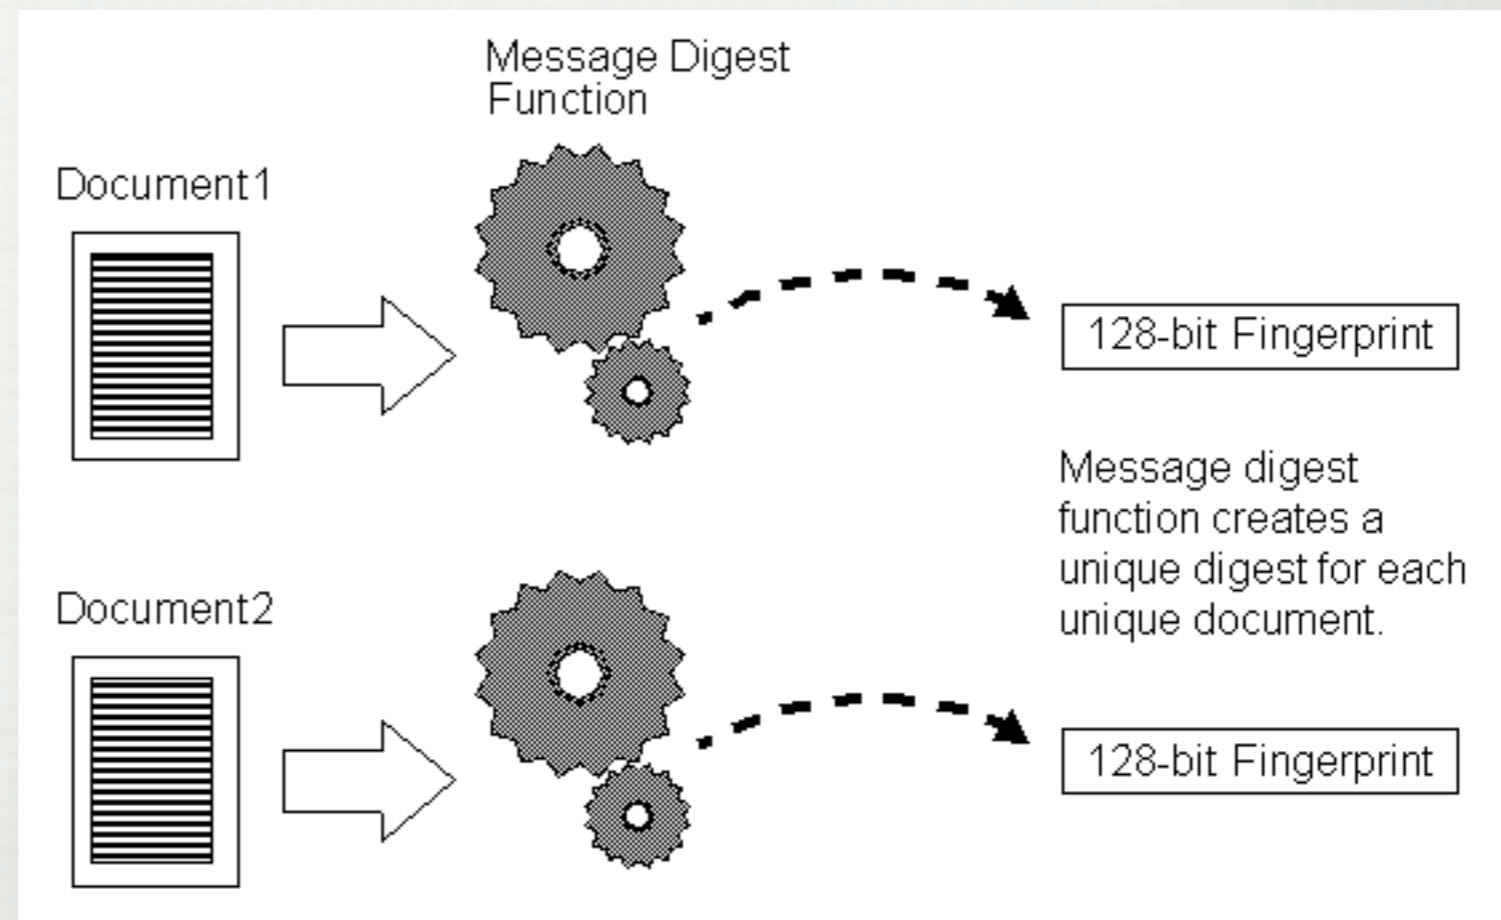 Message Digest
Function
Document1
128-bit Fingerprint
Message digest
function creates a
unique digest for each
unique document.
Document2
128-bit Fingerprint